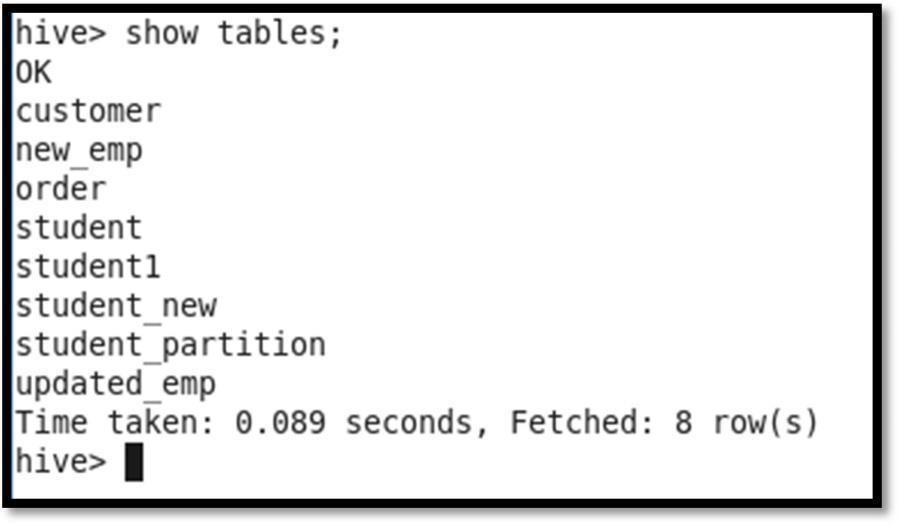 hive> show tables;
OK
customer
new_emp
order
student
student1
student_new
student_partition
updated_emp
Time taken: 0.089 seconds, Fetched: 8 row(s)
hive>